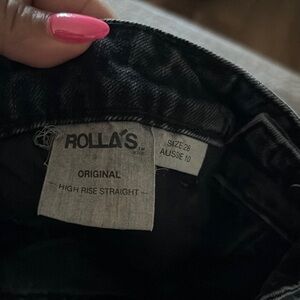 ROLLA'S
ORIGINAL
HIGH RISE STRAIGHT
SIZE 28
AUSSIE 10